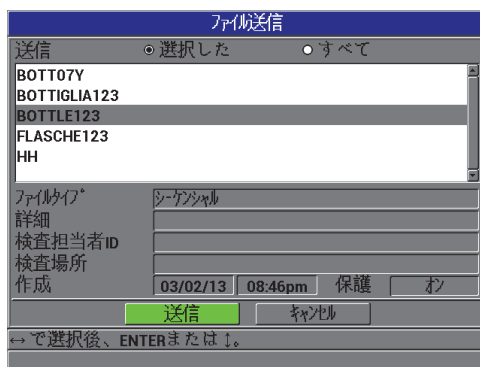 ファイル送信
送信 選択した すべて
BOTT07Y
BOTTIGLIA123
BOTTLE123
FLASCHE123
HH
ファイルタイプ シーケンシャル
詳細
検査担当者ID
検査場所
作成 03/02/13 08:46pm 保護 オン
送信 キャンセル
↔ で選択後、ENTERまたは↕。